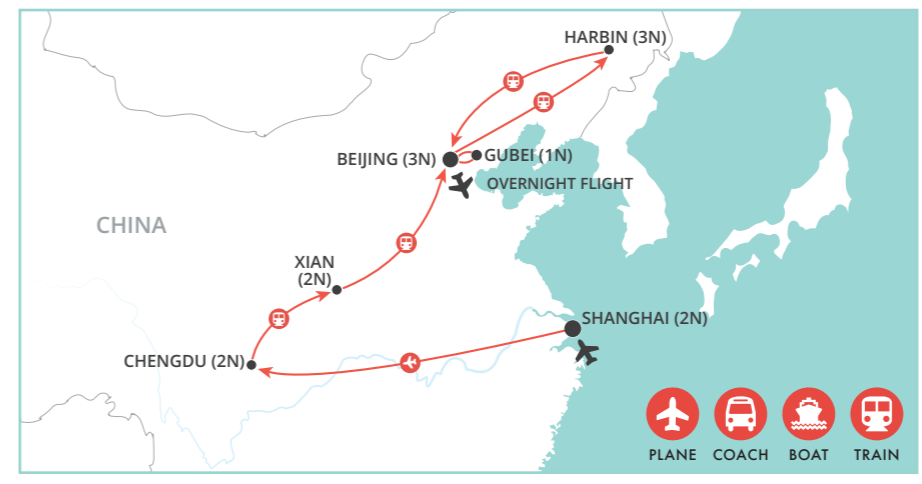 HARBIN (3N)
BEIJING (3N)
GUBEI (1N)
OVERNIGHT FLIGHT
CHINA
XIAN
(2N)
SHANGHAI (2N)
CHENGDU (2N)
PLANE
COACH
BOAT
TRAIN